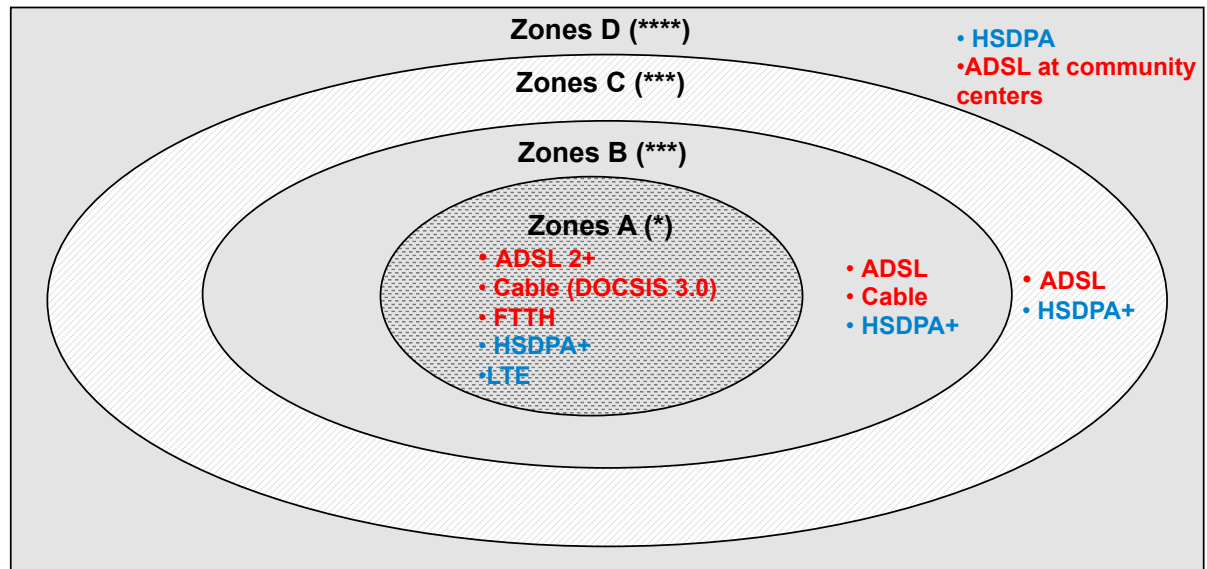 Zones D (****)
• HSDPA
•ADSL at community
centers
Zones C (***)
Zones B (***)
Zones A (*)
• ADSL 2+
• Cable (DOCSIS 3.0)
• FTTH
• HSDPA+
•LTE
• ADSL
• Cable
• HSDPA+
• ADSL
• HSDPA+